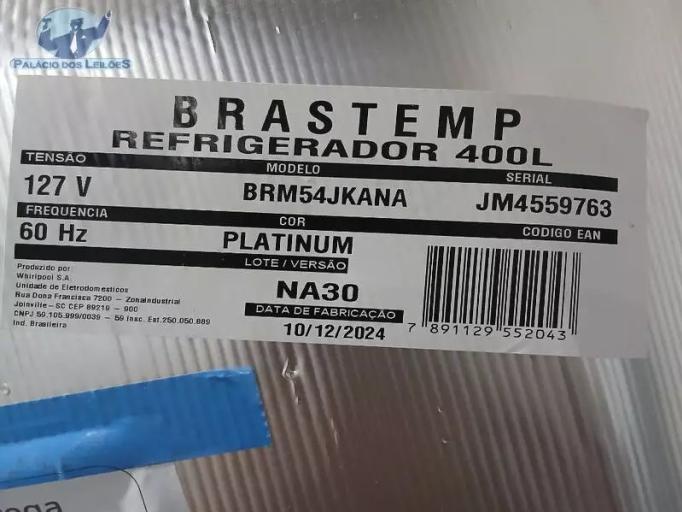 PALÁCIO DOS LEILÕES
BRASTEMP
REFRIGERADOR 400L
TENSÃO MODELO SERIAL
127 V BRM54JKANA JM4559763
FREQUENCIA COR CODIGO EAN
60 Hz PLATINUM
LOTE / VERSÃO
NA30
DATA DE FABRICAÇÃO
10/12/2024
7 891129 552043
Produzido por:
Whirlpool S.A.
Unidade de Eletrodomesticos
Rua Dona Francisca 7200 - Zonaindustrial
Joinville - SC CEP 89219 - 900
CNPJ 59.105.999/0039 - 59 Insc. Est.250.050.889
Ind. Brasileira